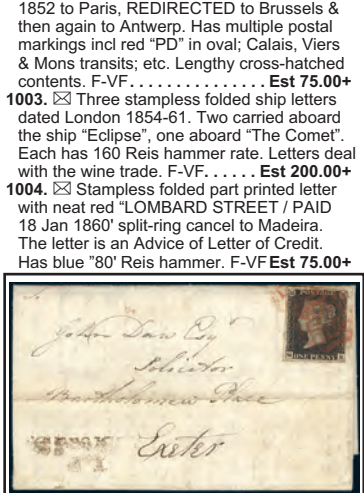 1852 to Paris, REDIRECTED to Brussels &
then again to Antwerp. Has multiple postal
markings incl red “PD” in oval; Calais, Viers
& Mons transits; etc. Lengthy cross-hatched
contents. F-VF. . . . . . . . . . . . . . . Est 75.00+
1003. ✉ Three stampless folded ship letters
dated London 1854-61. Two carried aboard
the ship “Eclipse”, one aboard “The Comet”.
Each has 160 Reis hammer rate. Letters deal
with the wine trade. F-VF. . . . . . Est 200.00+
1004. ✉ Stampless folded part printed letter
with neat red “LOMBARD STREET / PAID
18 Jan 1860' split-ring cancel to Madeira.
The letter is an Advice of Letter of Credit.
Has blue "80' Reis hammer. F-VF Est 75.00+
POSTAGE
ONE PENNY
John Daw Esqr
Solicitor
Bartholomew Place
Exeter